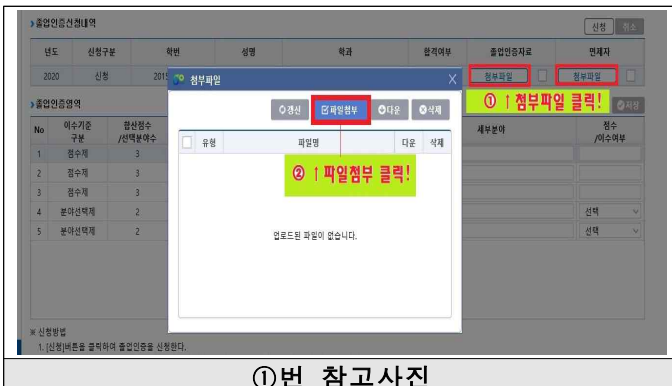 졸업인증신청내역
신청 취소
년도 신청구분 학번 성명 학과 합격여부 졸업인증자료 면제자
2020 신청 2015 첨부파일 첨부파일
첨부파일 X
① ↑ 첨부파일 클릭!
졸업인증영역
저장
갱신 파일첨부 다운 삭제
No 이수기준 구분 합산점수 /선택분야수 세부분야 점수 /이수여부
유형 파일명 다운 삭제
② ↑ 파일첨부 클릭!
1 점수제 3
2 점수제 3
3 점수제 3
4 분야선택제 2 선택
5 분야선택제 2 선택
업로드된 파일이 없습니다.
※ 신청방법
1. [신청]버튼을 클릭하여 졸업인증을 신청한다.
①번 참고사진